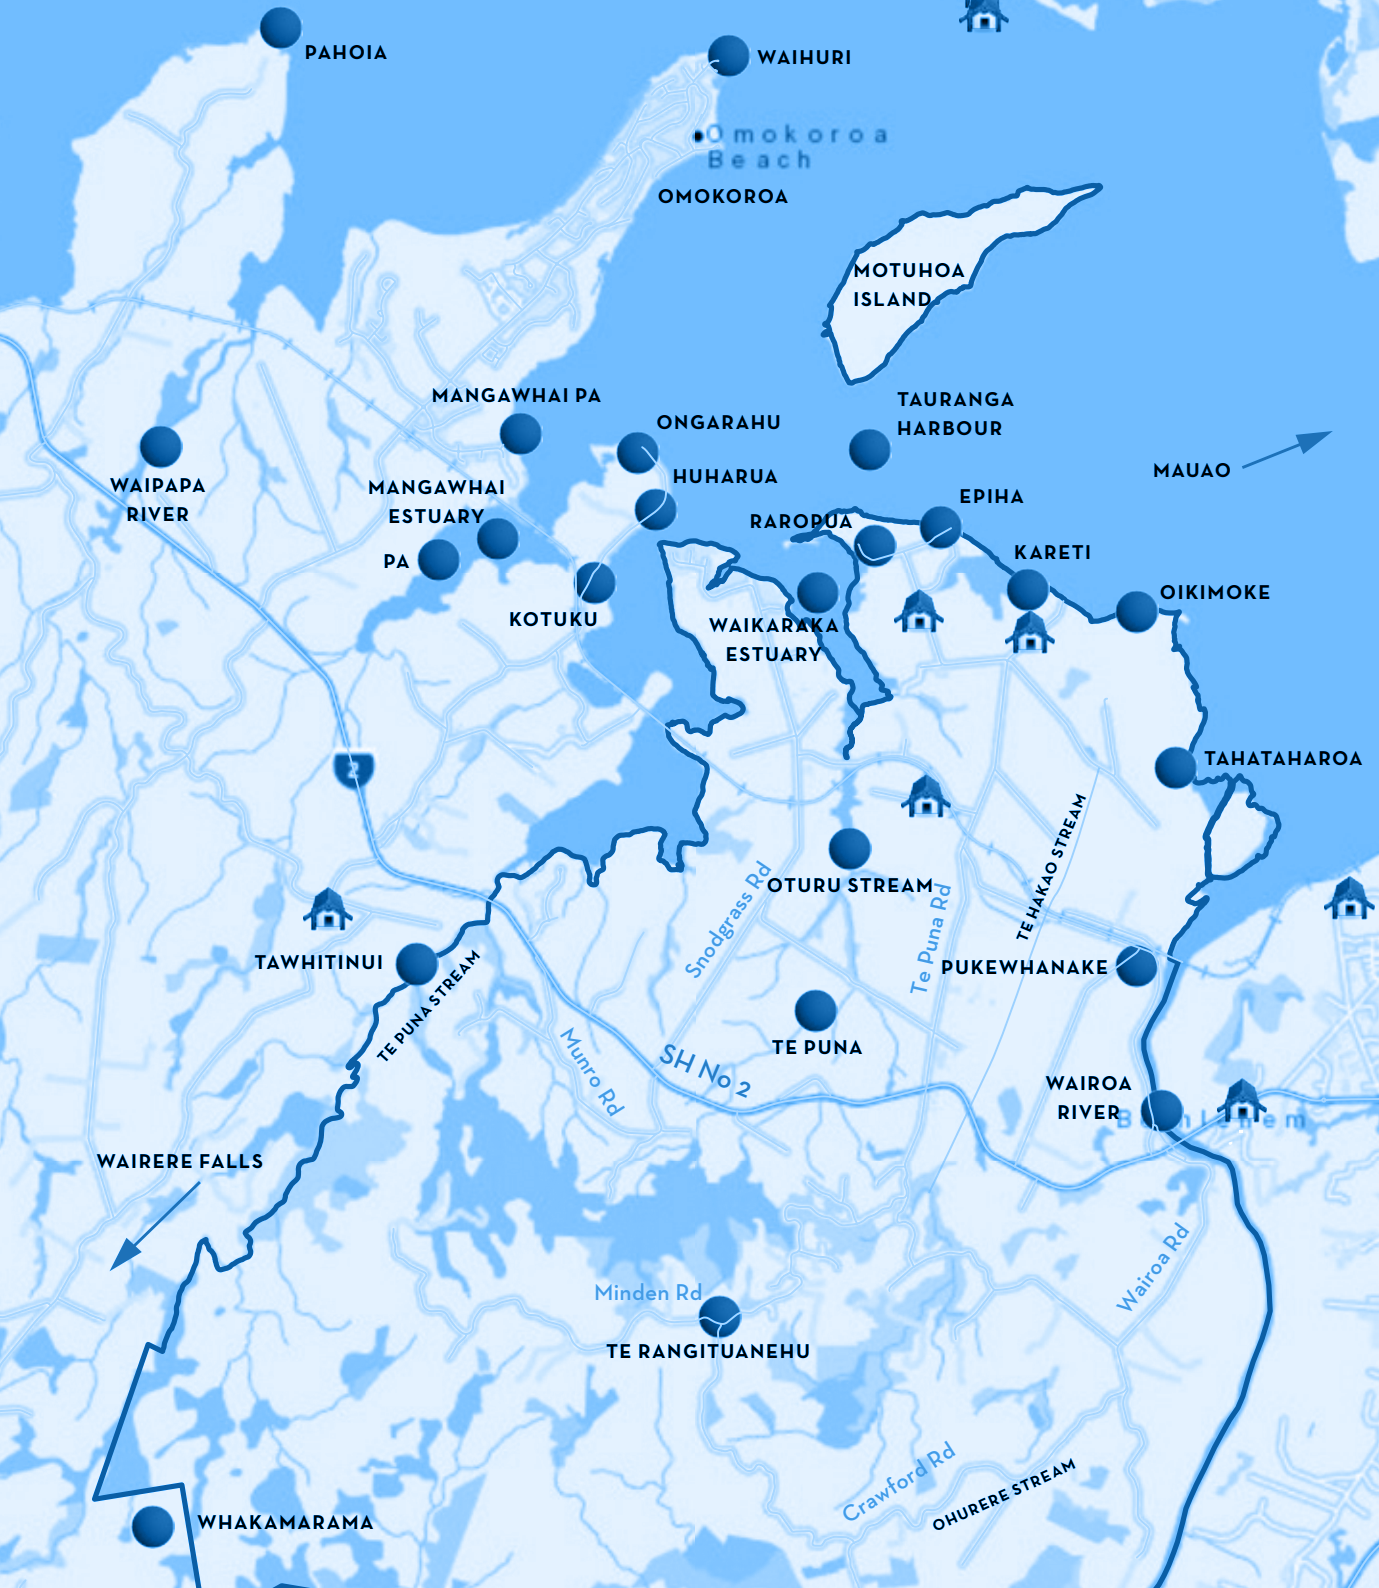 PAHOIA
WAIHURI
Omokoroa
Beach
OMOKOROA
MOTUHOA
ISLAND
MANGAWHAI PA
TAURANGA
HARBOUR
ONGARAHU
MAUAO
HUHARUA
WAIPAPA
RIVER
MANGAWHAI
ESTUARY
EPIHA
RAROPUA
KARETI
PA
OIKIMOKE
KOTUKU
WAIKARAKA
ESTUARY
TAHATAHAROA
2
TE HAKAO STREAM
OTURU STREAM
Snodgrass Rd
Te Puna Rd
TAWHITINUI
PUKEWHANAKE
TE PUNA STREAM
TE PUNA
Munro Rd
SH No 2
WAIROA
RIVER
Bethlehem
WAIRERE FALLS
Wairoa Rd
Minden Rd
TE RANGITUANEHU
Crawford Rd
OHURERE STREAM
WHAKAMARAMA